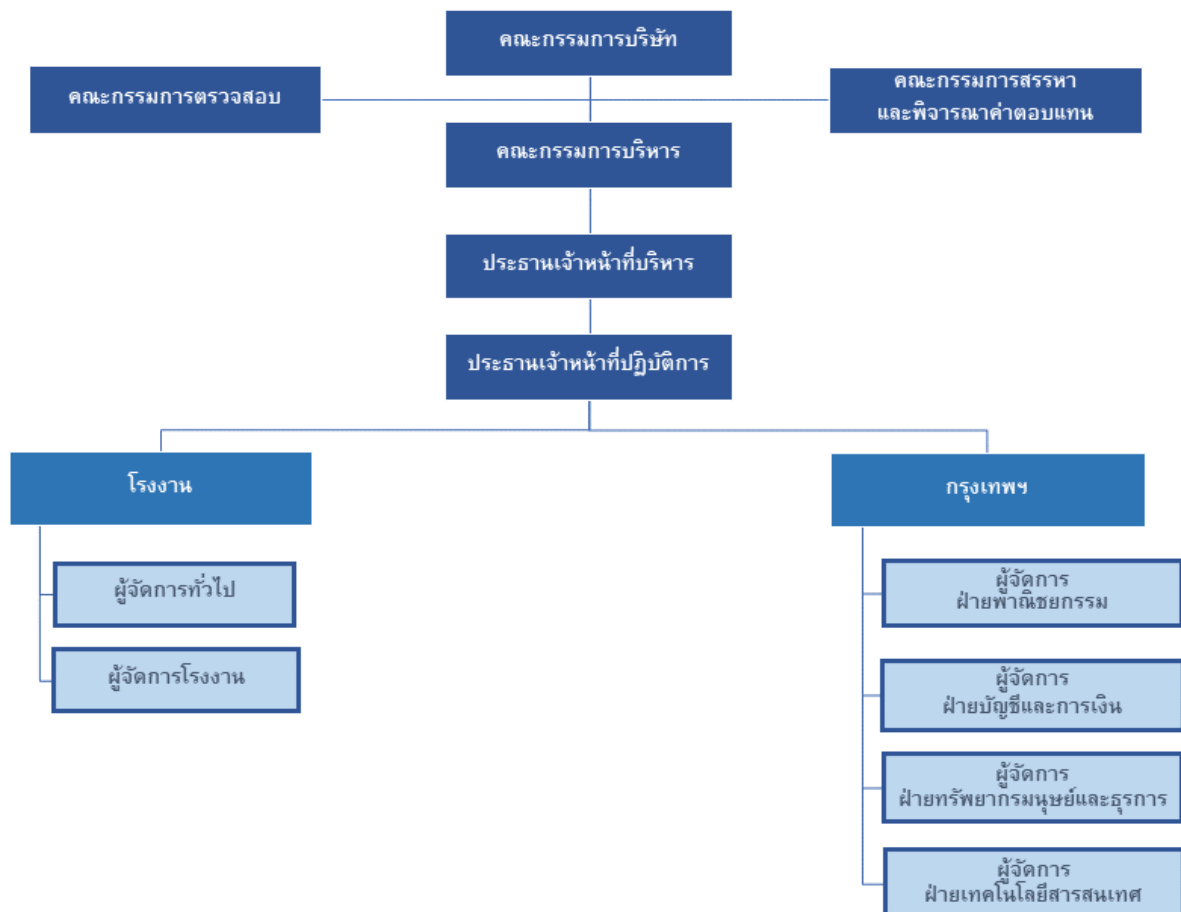 คณะกรรมการบริษัท
คณะกรรมการตรวจสอบ
คณะกรรมการสรรหา
และพิจารณาค่าตอบแทน
คณะกรรมการบริหาร
ประธานเจ้าหน้าที่บริหาร
ประธานเจ้าหน้าที่ปฏิบัติการ
โรงงาน
ผู้จัดการทั่วไป
ผู้จัดการโรงงาน
กรุงเทพฯ
ผู้จัดการ
ฝ่ายพาณิชยกรรม
ผู้จัดการ
ฝ่ายบัญชีและการเงิน
ผู้จัดการ
ฝ่ายทรัพยากรมนุษย์และธุรการ
ผู้จัดการ
ฝ่ายเทคโนโลยีสารสนเทศ